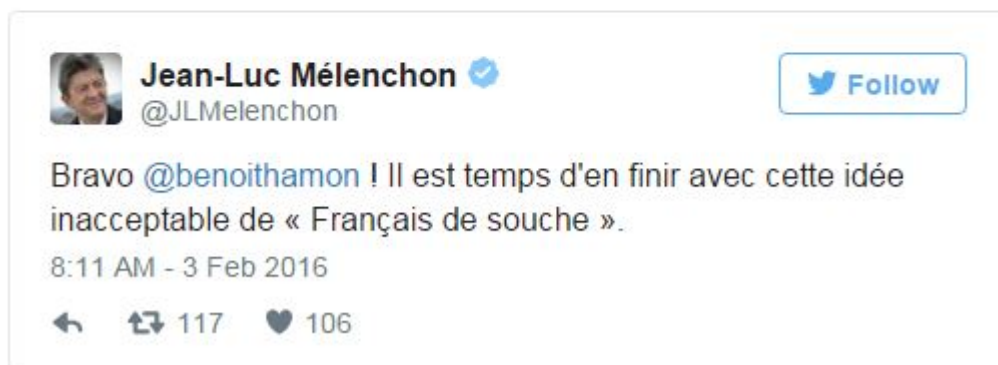 Jean-Luc Mélenchon
@JLMelenchon
Follow
Bravo @benoithamon ! Il est temps d'en finir avec cette idée
inacceptable de « Français de souche ».
8:11 AM - 3 Feb 2016
117 106